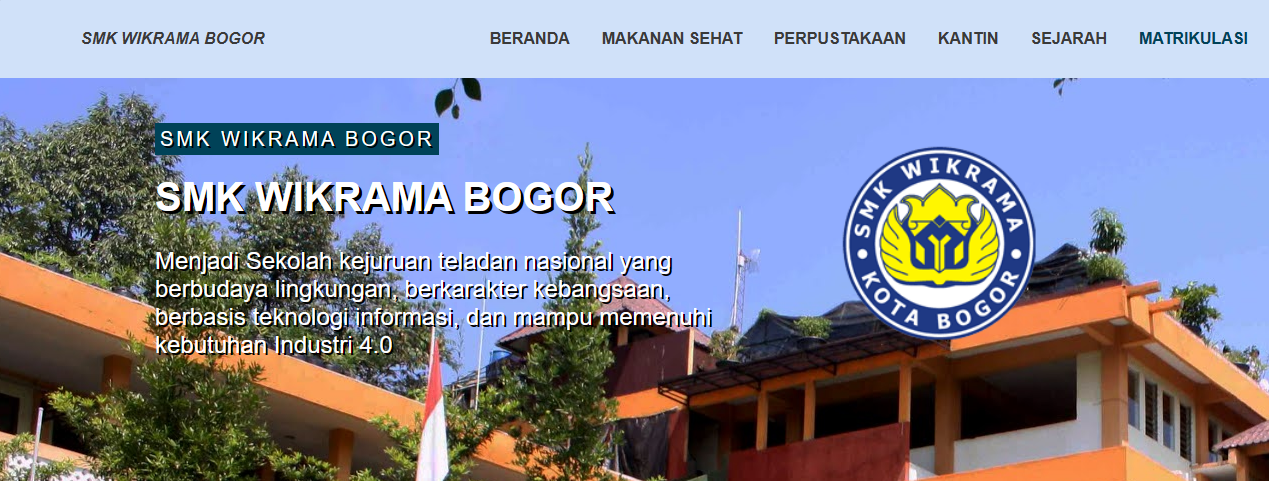 SMK WIKRAMA BOGOR
BERANDA MAKANAN SEHAT PERPUSTAKAAN KANTIN SEJARAH MATRIKULASI
SMK WIKRAMA BOGOR
SMK WIKRAMA BOGOR
Menjadi Sekolah kejuruan teladan nasional yang
berbudaya lingkungan, berkarakter kebangsaan,
berbasis teknologi informasi, dan mampu memenuhi
kebutuhan Industri 4.0
SMK WIKRAMA
KOTA BOGOR